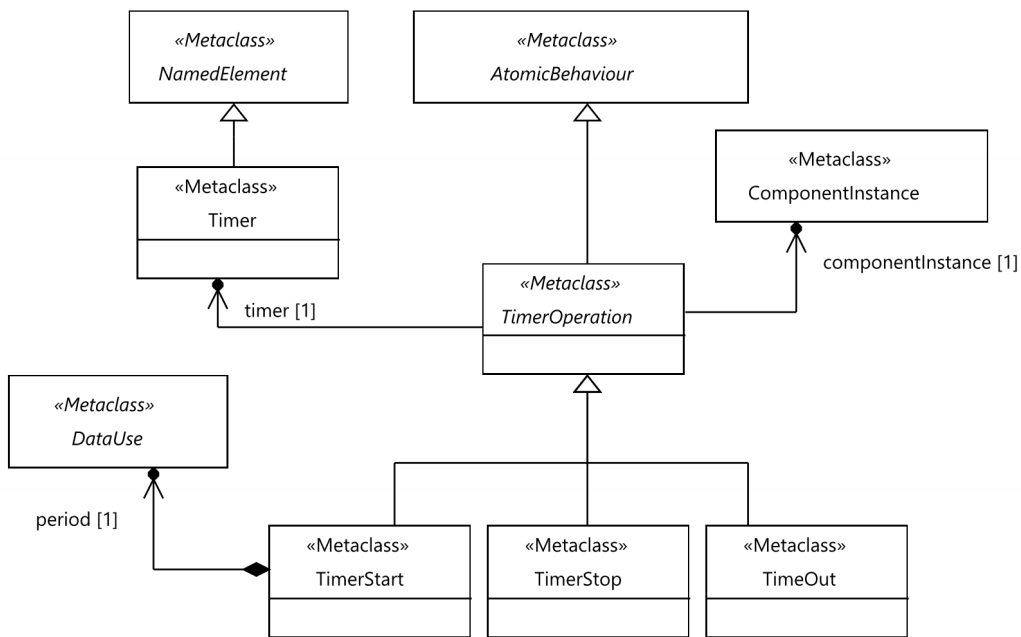 «Metaclass»
NamedElement
«Metaclass»
AtomicBehaviour
«Metaclass»
ComponentInstance
«Metaclass»
Timer
componentInstance [1]
«Metaclass»
TimerOperation
timer [1]
«Metaclass»
DataUse
period [1]
«Metaclass»
TimerStart
«Metaclass»
TimerStop
«Metaclass»
TimeOut